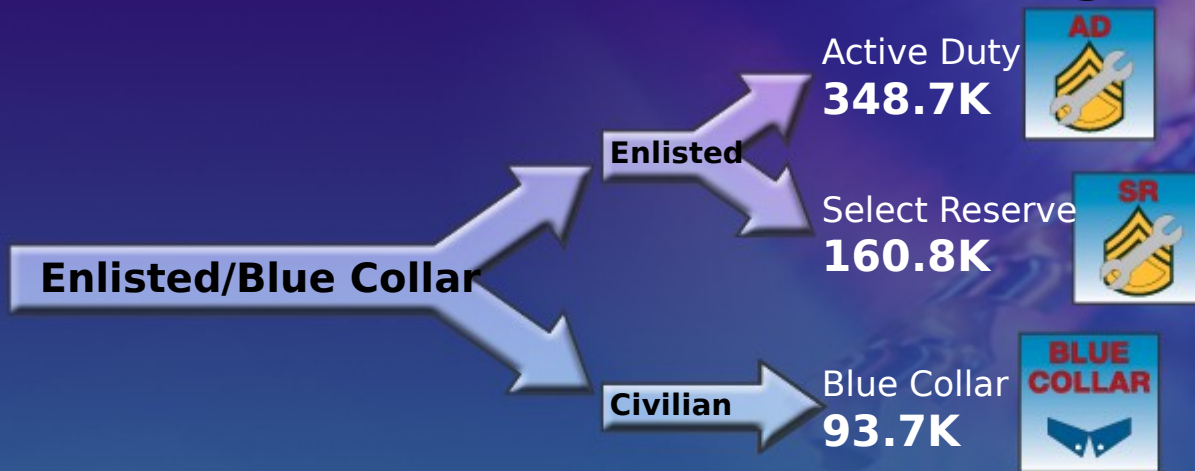 Active Duty
348.7K
AD
Enlisted
Select Reserve
160.8K
SR
Enlisted/Blue Collar
Civilian
Blue Collar
93.7K
BLUE
COLLAR